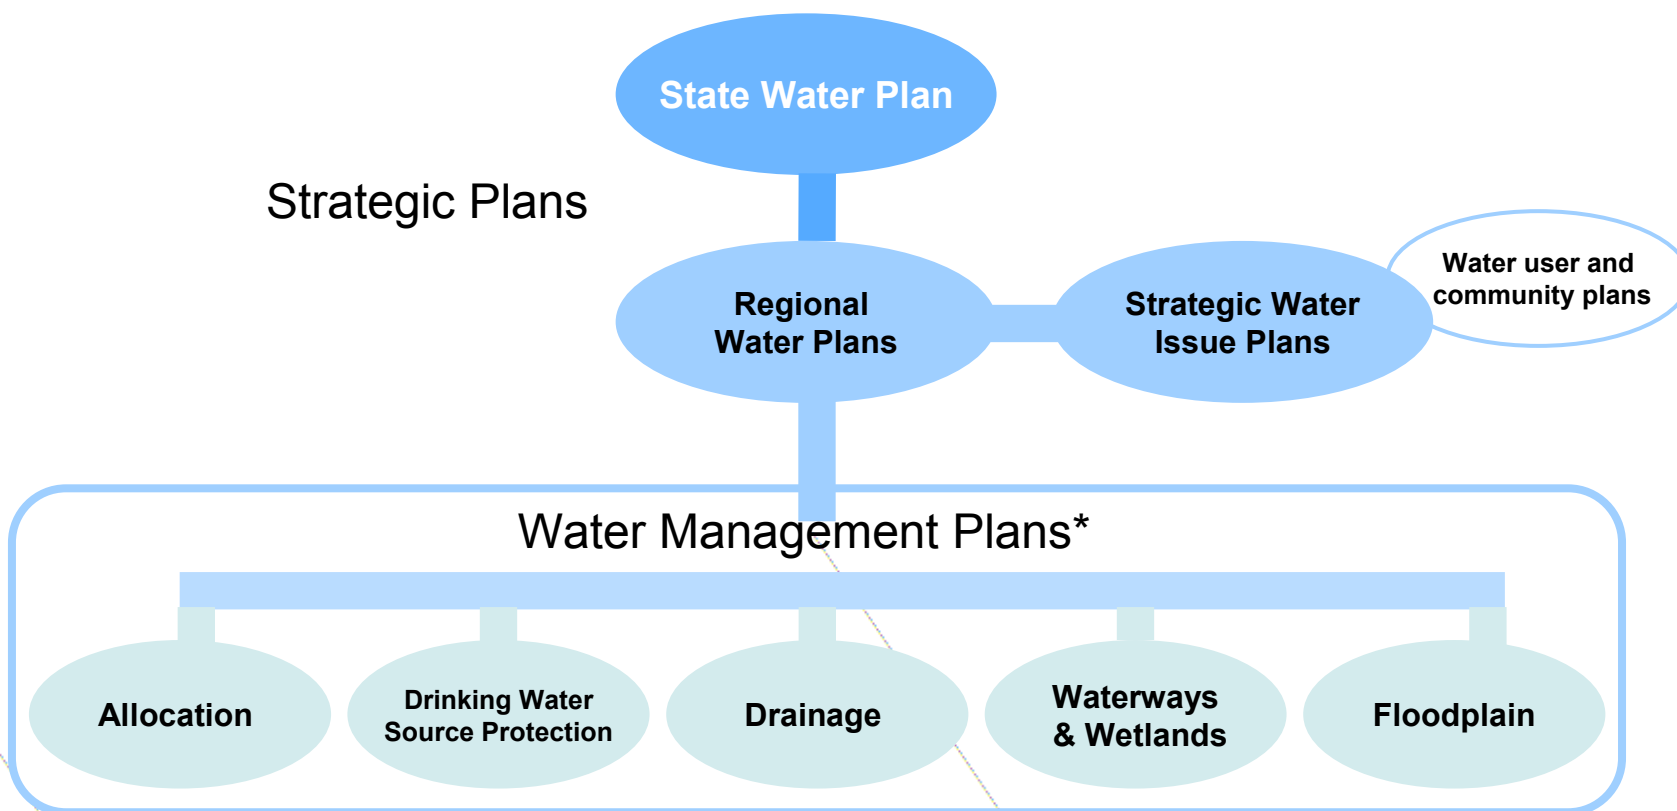 State Water Plan
Strategic Plans
Regional
Water Plans
Strategic Water
Issue Plans
Water user and
community plans
Water Management Plans*
Allocation
Drinking Water
Source Protection
Drainage
Waterways
& Wetlands
Floodplain